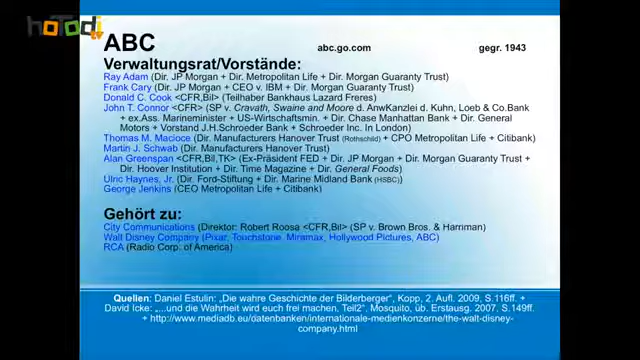 hoTodi tv
ABC
abc.go.com
gegr. 1943
Verwaltungsrat/Vorstände:
Ray Adam (Dir. JP Morgan + Dir. Metropolitan Life + Dir. Morgan Guaranty Trust)
Frank Cary (Dir. JP Morgan + CEO v. IBM + Dir. Morgan Guaranty Trust)
Donald C. Cook <CFR,Bil> (Teilhaber Bankhaus Lazard Freres)
John T. Connor <CFR> (SP v. Cravath, Swaine and Moore d. AnwKanzlei d. Kuhn, Loeb & Co.Bank
+ ex.Ass. Marineminister + US-Wirtschaftsmin. + Dir. Chase Manhattan Bank + Dir. General
Motors + Vorstand J.H.Schroeder Bank + Schroeder Inc. In London)
Thomas M. Macioce (Dir. Manufacturers Hanover Trust (Rothschild) + CPO Metropolitan Life + Citibank)
Martin J. Schwab (Dir. Manufacturers Hanover Trust)
Alan Greenspan <CFR,Bil,TK> (Ex-Präsident FED + Dir. JP Morgan + Dir. Morgan Guaranty Trust +
Dir. Hoover Institution + Dir. Time Magazine + Dir. General Foods)
Ulric Haynes, Jr. (Dir. Ford-Stiftung + Dir. Marine Midland Bank (HSBC))
George Jenkins (CEO Metropolitan Life + Citibank)
Gehört zu:
City Communications (Direktor: Robert Roosa <CFR,Bil> (SP v. Brown Bros. & Harriman)
Walt Disney Company (Pixar, Touchstone. Miramax, Hollywood Pictures, ABC)
RCA (Radio Corp. of America)
Quellen: Daniel Estulin: „Die wahre Geschichte der Bilderberger“, Kopp, 2. Aufl. 2009, S.116ff. +
David Icke: „...und die Wahrheit wird euch frei machen, Teil2“, Mosquito, üb. Erstausg. 2007. S.149ff.
+ http://www.mediadb.eu/datenbanken/internationale-medienkonzerne/the-walt-disney-
company.html